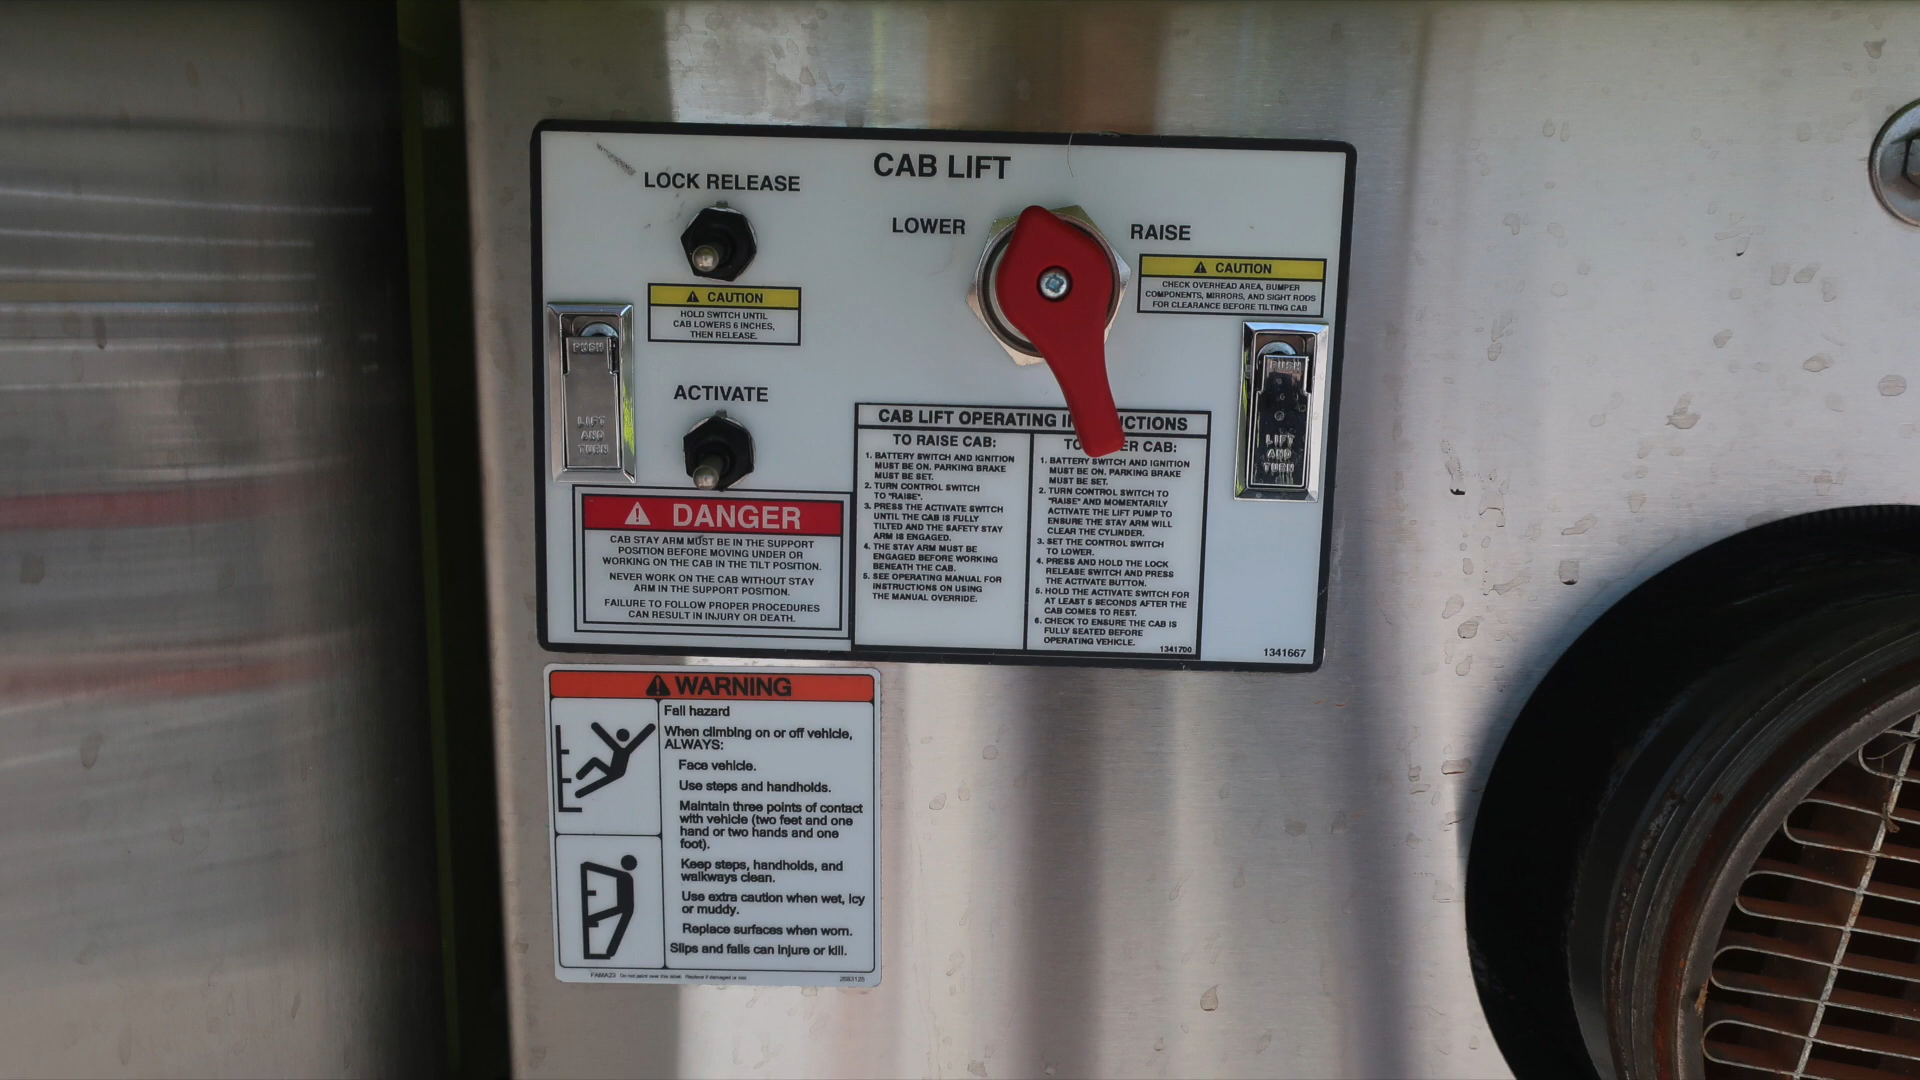 CAB LIFT
LOCK RELEASE
LOWER
RAISE
CAUTION
HOLD SWITCH UNTIL
CAB LOWERS 6 INCHES,
THEN RELEASE.
CAUTION
CHECK OVERHEAD AREA, BUMPER
COMPONENTS, MIRRORS, AND SIGHT RODS
FOR CLEARANCE BEFORE TILTING CAB
PUSH
LIFT
AND
TURN
PUSH
LIFT
AND
TURN
ACTIVATE
DANGER
CAB STAY ARM MUST BE IN THE SUPPORT
POSITION BEFORE MOVING UNDER OR
WORKING ON THE CAB IN THE TILT POSITION.
NEVER WORK ON THE CAB WITHOUT STAY
ARM IN THE SUPPORT POSITION.
FAILURE TO FOLLOW PROPER PROCEDURES
CAN RESULT IN INJURY OR DEATH.
CAB LIFT OPERATING IN CTIONS
TO RAISE CAB:
1. BATTERY SWITCH AND IGNITION
MUST BE ON. PARKING BRAKE
MUST BE SET.
2. TURN CONTROL SWITCH
TO "RAISE".
3. PRESS THE ACTIVATE SWITCH
UNTIL THE CAB IS FULLY
TILTED AND THE SAFETY STAY
ARM IS ENGAGED.
4. THE STAY ARM MUST BE
ENGAGED BEFORE WORKING
BENEATH THE CAB.
5. SEE OPERATING MANUAL FOR
INSTRUCTIONS ON USING
THE MANUAL OVERRIDE.
TO ER CAB:
1. BATTERY SWITCH AND IGNITION
MUST BE ON. PARKING BRAKE
MUST BE SET.
2. TURN CONTROL SWITCH TO
"RAISE" AND MOMENTARILY
ACTIVATE THE LIFT PUMP TO
ENSURE THE STAY ARM WILL
CLEAR THE CYLINDER.
3. SET THE CONTROL SWITCH
TO LOWER.
4. PRESS AND HOLD THE LOCK
RELEASE SWITCH AND PRESS
THE ACTIVATE BUTTON.
5. HOLD THE ACTIVATE SWITCH FOR
AT LEAST 5 SECONDS AFTER THE
CAB COMES TO REST.
6. CHECK TO ENSURE THE CAB IS
FULLY SEATED BEFORE
OPERATING VEHICLE.
1341700
1341667
WARNING
Fall hazard
When climbing on or off vehicle,
ALWAYS:
Face vehicle.
Use steps and handholds.
Maintain three points of contact
with vehicle (two feet and one
hand or two hands and one
foot).
Keep steps, handholds, and
walkways clean.
Use extra caution when wet, icy
or muddy.
Replace surfaces when worn.
Slips and falls can injure or kill.
FAMA23 Do not paint over this label. Replace if damaged or lost.